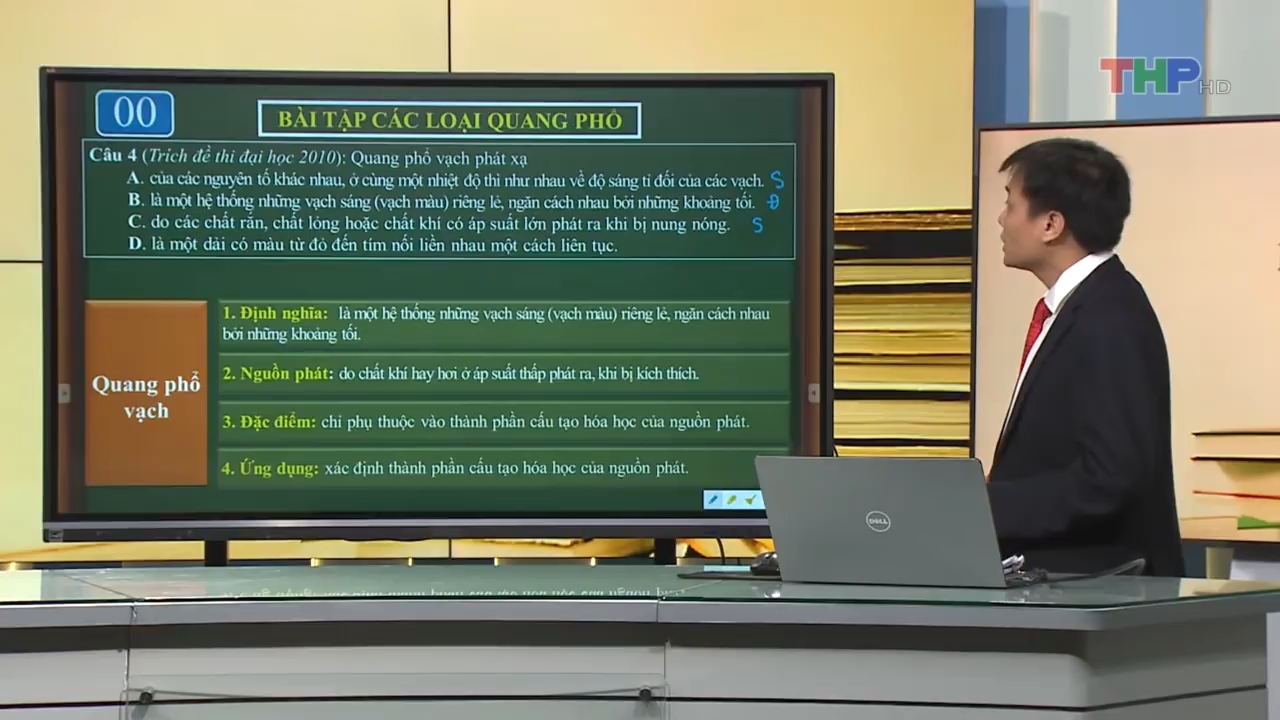 THP HD
00
BÀI TẬP CÁC LOẠI QUANG PHỔ
Câu 4 (Trích đề thi đại học 2010): Quang phổ vạch phát xạ
A. của các nguyên tố khác nhau, ở cùng một nhiệt độ thì như nhau về độ sáng tỉ đối của các vạch. S
B. là một hệ thống những vạch sáng (vạch màu) riêng lẻ, ngăn cách nhau bởi những khoảng tối. Đ
C. do các chất rắn, chất lỏng hoặc chất khí có áp suất lớn phát ra khi bị nung nóng. S
D. là một dải có màu từ đỏ đến tím nối liền nhau một cách liên tục.
Quang phổ
vạch
1. Định nghĩa: là một hệ thống những vạch sáng (vạch màu) riêng lẻ, ngăn cách nhau
bởi những khoảng tối.
2. Nguồn phát: do chất khí hay hơi ở áp suất thấp phát ra, khi bị kích thích.
3. Đặc điểm: chỉ phụ thuộc vào thành phần cấu tạo hóa học của nguồn phát.
4. Ứng dụng: xác định thành phần cấu tạo hóa học của nguồn phát.
DELL